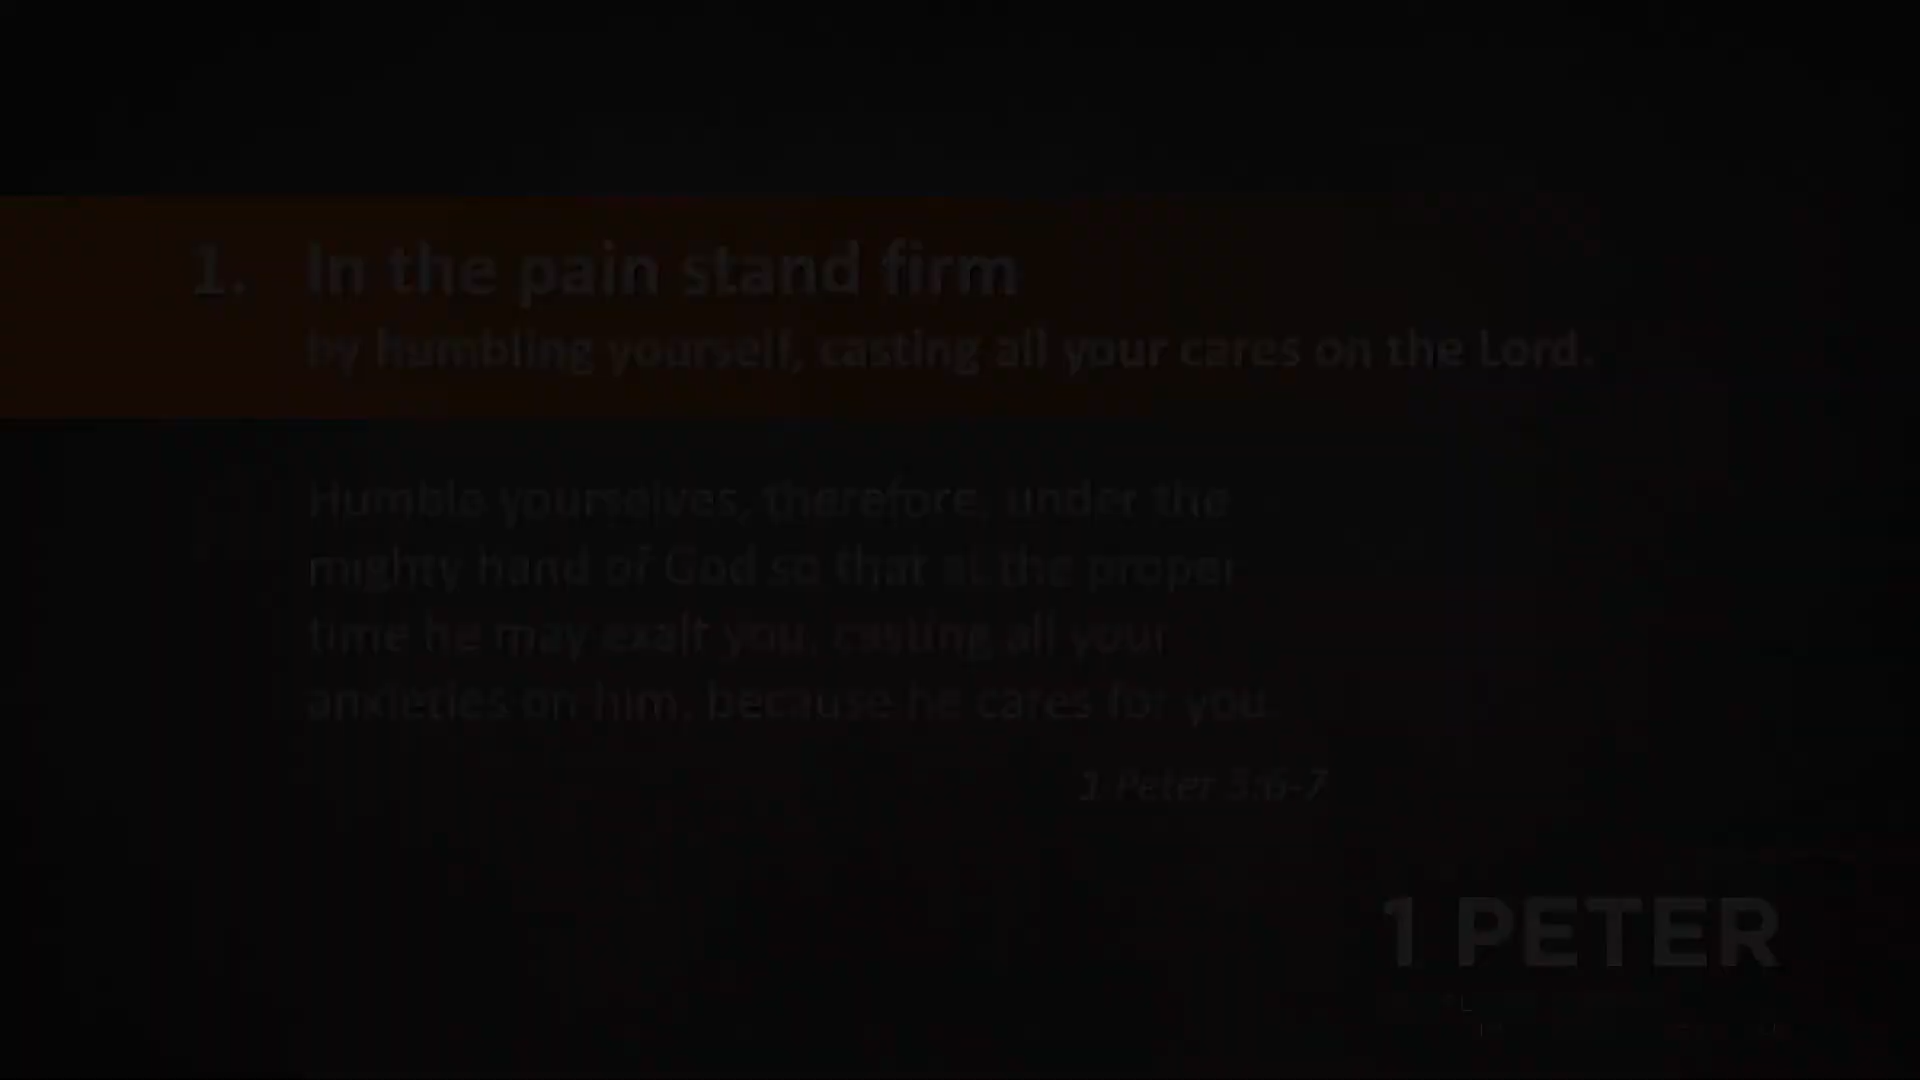 1. In the pain stand firm
by humbling yourself, casting all your cares on the Lord.
Humble yourselves, therefore, under the
mighty hand of God so that at the proper
time he may exalt you, casting all your
anxieties on him, because he cares for you.
1 Peter 5:6-7
1 PETER